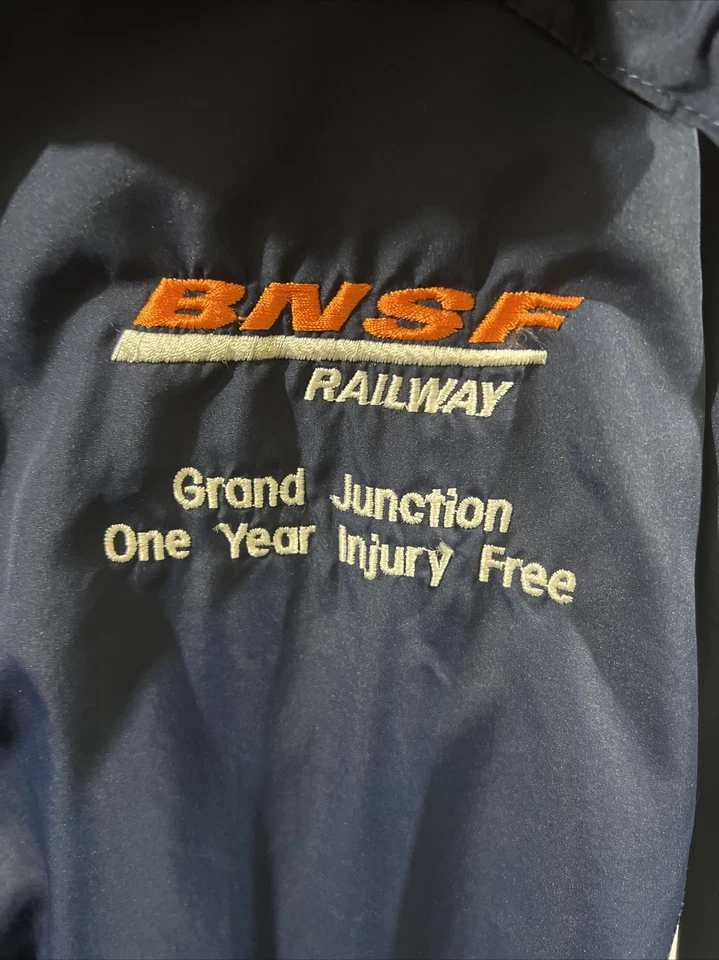 BNSF
RAILWAY
Grand Junction
One Year Injury Free